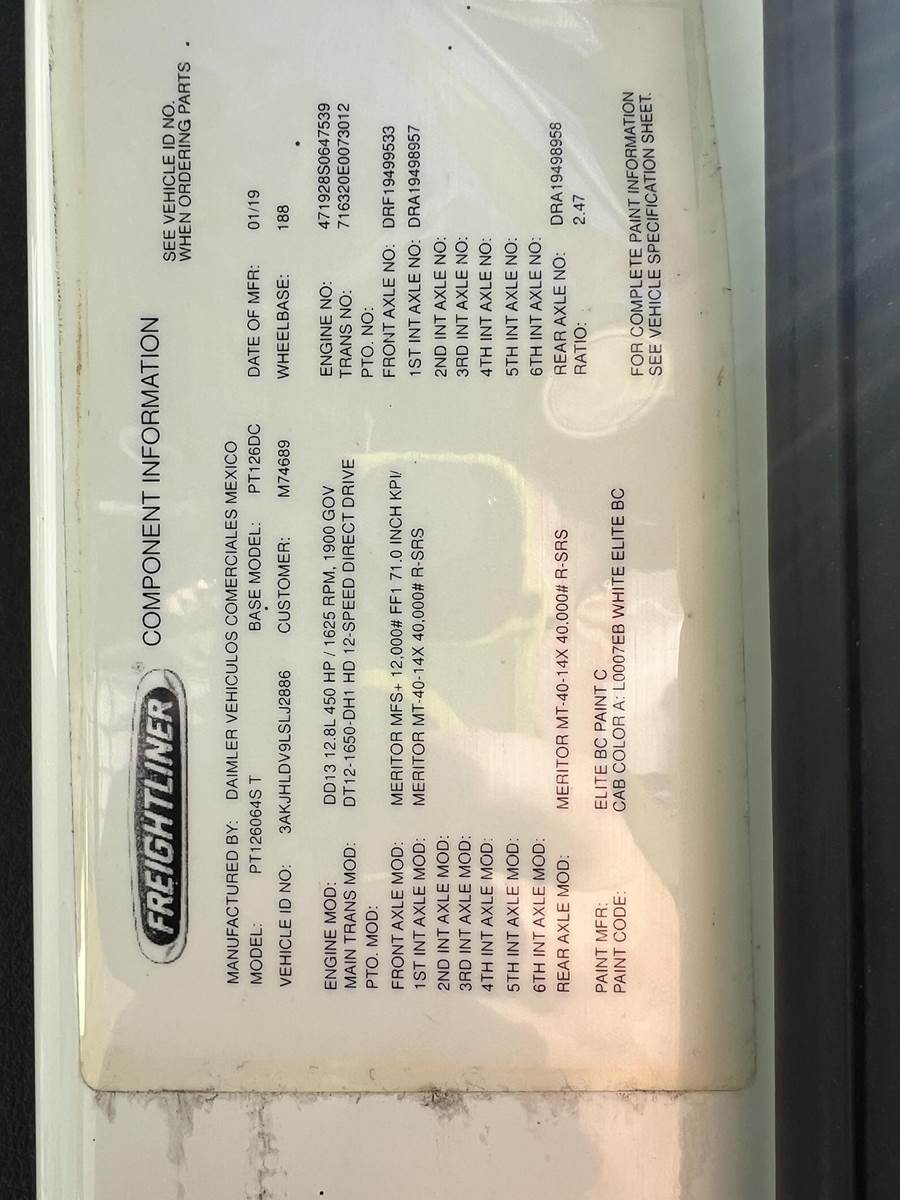 FREIGHTLINER ® COMPONENT INFORMATION
SEE VEHICLE ID NO.
WHEN ORDERING PARTS .
MANUFACTURED BY: DAIMLER VEHICULOS COMERCIALES MEXICO
MODEL: PT126064S T BASE MODEL: PT126DC DATE OF MFR: 01/19
VEHICLE ID NO: 3AKJHLDV9LSLJ2886 CUSTOMER: M74689 WHEELBASE: 188
ENGINE MOD: DD13 12.8L 450 HP / 1625 RPM, 1900 GOV ENGINE NO: 471928S0647539
MAIN TRANS MOD: DT12-1650-DH1 HD 12-SPEED DIRECT DRIVE TRANS NO: 716320E0073012
PTO. MOD: PTO. NO:
FRONT AXLE MOD: MERITOR MFS+ 12,000# FF1 71.0 INCH KPI/ FRONT AXLE NO: DRF19499533
1ST INT AXLE MOD: MERITOR MT-40-14X 40,000# R-SRS 1ST INT AXLE NO: DRA19498957
2ND INT AXLE MOD: 2ND INT AXLE NO:
3RD INT AXLE MOD: 3RD INT AXLE NO:
4TH INT AXLE MOD: 4TH INT AXLE NO:
5TH INT AXLE MOD: 5TH INT AXLE NO:
6TH INT AXLE MOD: 6TH INT AXLE NO:
REAR AXLE MOD: MERITOR MT-40-14X 40,000# R-SRS REAR AXLE NO: DRA19498958
RATIO: 2.47
PAINT MFR: ELITE BC PAINT C
PAINT CODE: CAB COLOR A: L0007EB WHITE ELITE BC
FOR COMPLETE PAINT INFORMATION
SEE VEHICLE SPECIFICATION SHEET.